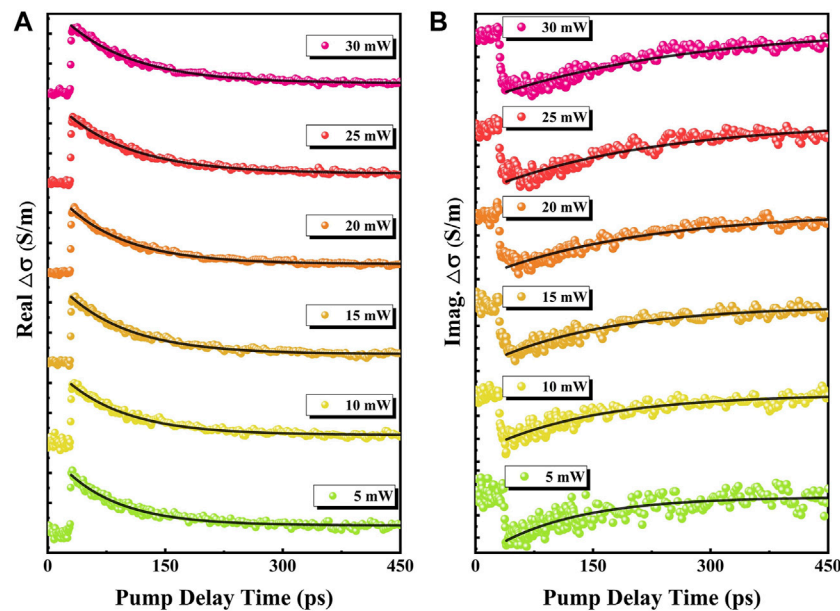 A
30 mW
25 mW
20 mW
15 mW
10 mW
5 mW
Real Δσ (S/m)
0
150
300
450
Pump Delay Time (ps)
B
30 mW
25 mW
20 mW
15 mW
10 mW
5 mW
Imag. Δσ (S/m)
0
150
300
450
Pump Delay Time (ps)